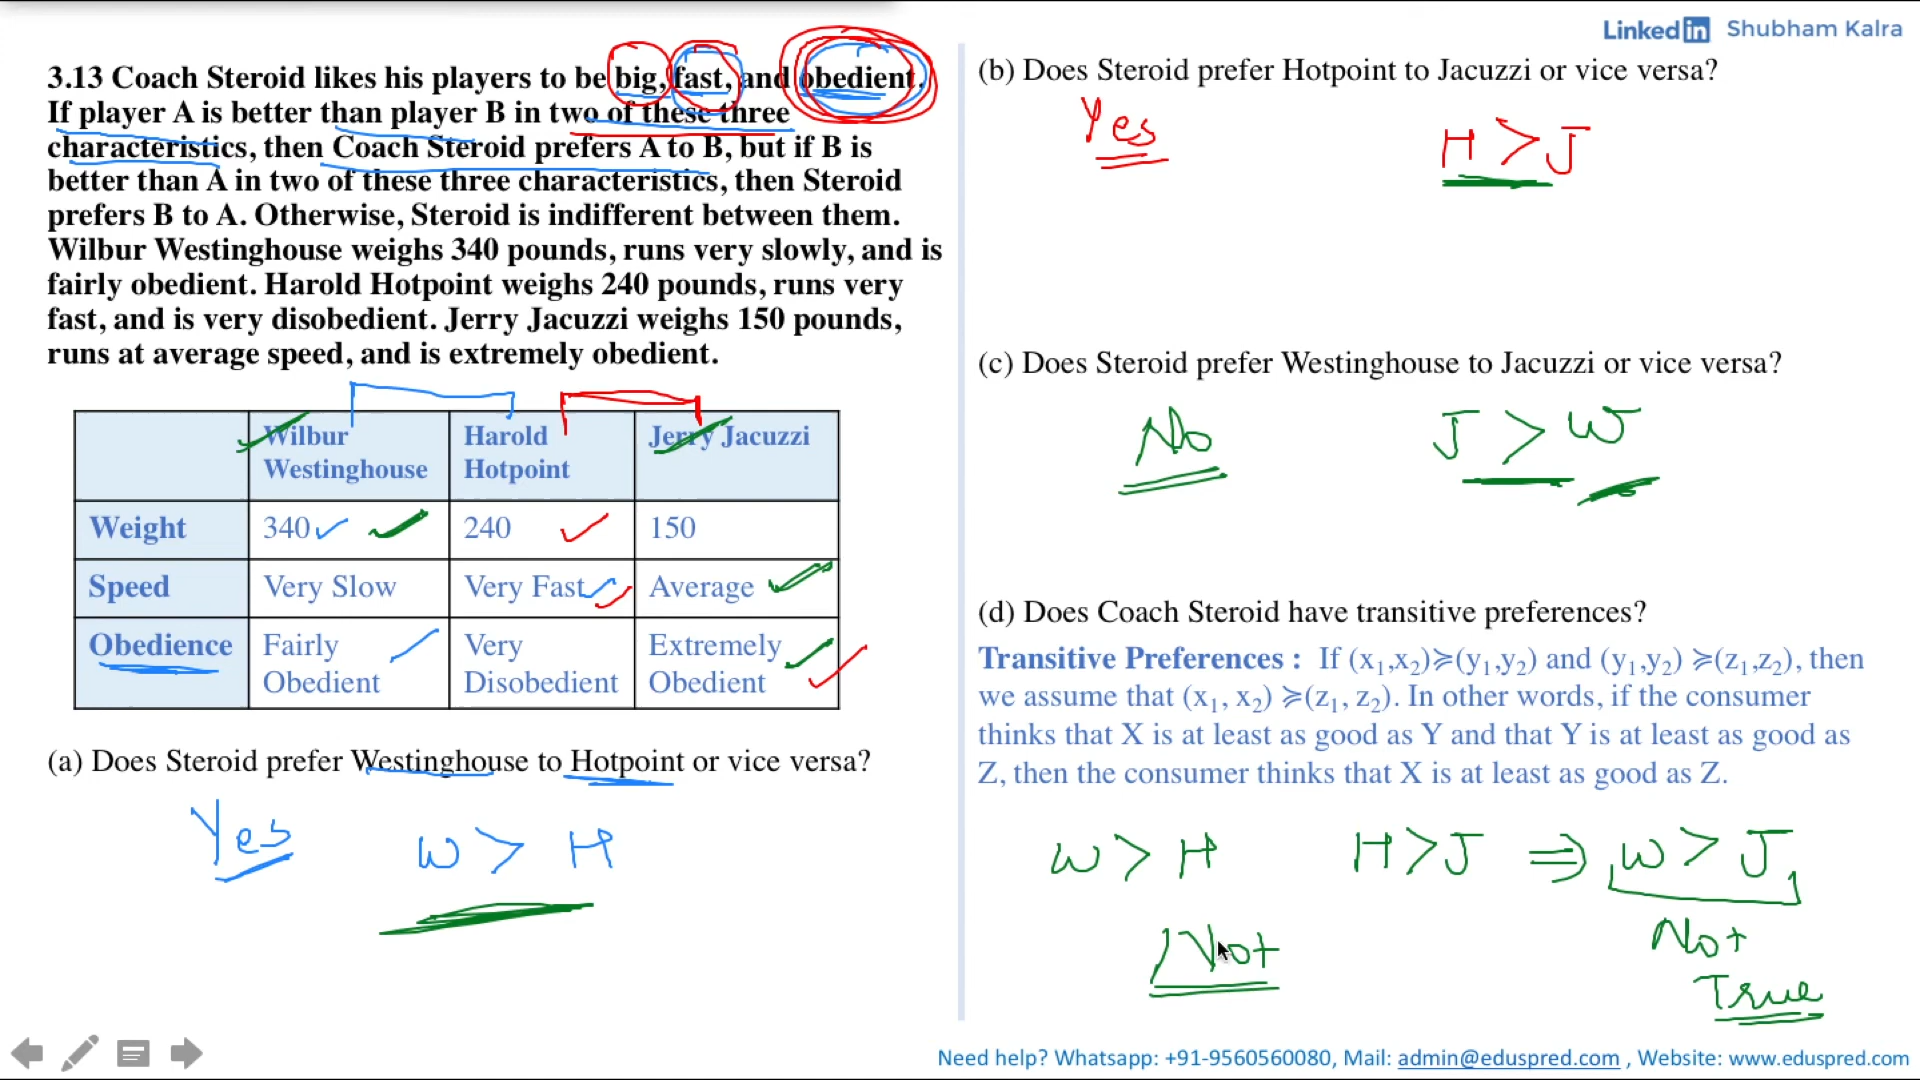 Linked in Shubham Kalra
3.13 Coach Steroid likes his players to be big, fast, and obedient.
If player A is better than player B in two of these three
characteristics, then Coach Steroid prefers A to B, but if B is
better than A in two of these three characteristics, then Steroid
prefers B to A. Otherwise, Steroid is indifferent between them.
Wilbur Westinghouse weighs 340 pounds, runs very slowly, and is
fairly obedient. Harold Hotpoint weighs 240 pounds, runs very
fast, and is very disobedient. Jerry Jacuzzi weighs 150 pounds,
runs at average speed, and is extremely obedient.
Wilbur Westinghouse Harold Hotpoint Jerry Jacuzzi
Weight 340 240 150
Speed Very Slow Very Fast Average
Obedience Fairly Obedient Very Disobedient Extremely Obedient
(a) Does Steroid prefer Westinghouse to Hotpoint or vice versa?
Yes W > H
(b) Does Steroid prefer Hotpoint to Jacuzzi or vice versa?
Yes H > J
(c) Does Steroid prefer Westinghouse to Jacuzzi or vice versa?
No J > W
(d) Does Coach Steroid have transitive preferences?
Transitive Preferences : If (x₁,x₂)≽(y₁,y₂) and (y₁,y₂) ≽(z₁,z₂), then
we assume that (x₁, x₂) ≽(z₁, z₂). In other words, if the consumer
thinks that X is at least as good as Y and that Y is at least as good as
Z, then the consumer thinks that X is at least as good as Z.
W > H H > J ⇒ W > J
Not
Not
True
Need help? Whatsapp: +91-9560560080, Mail: admin@eduspred.com , Website: www.eduspred.com